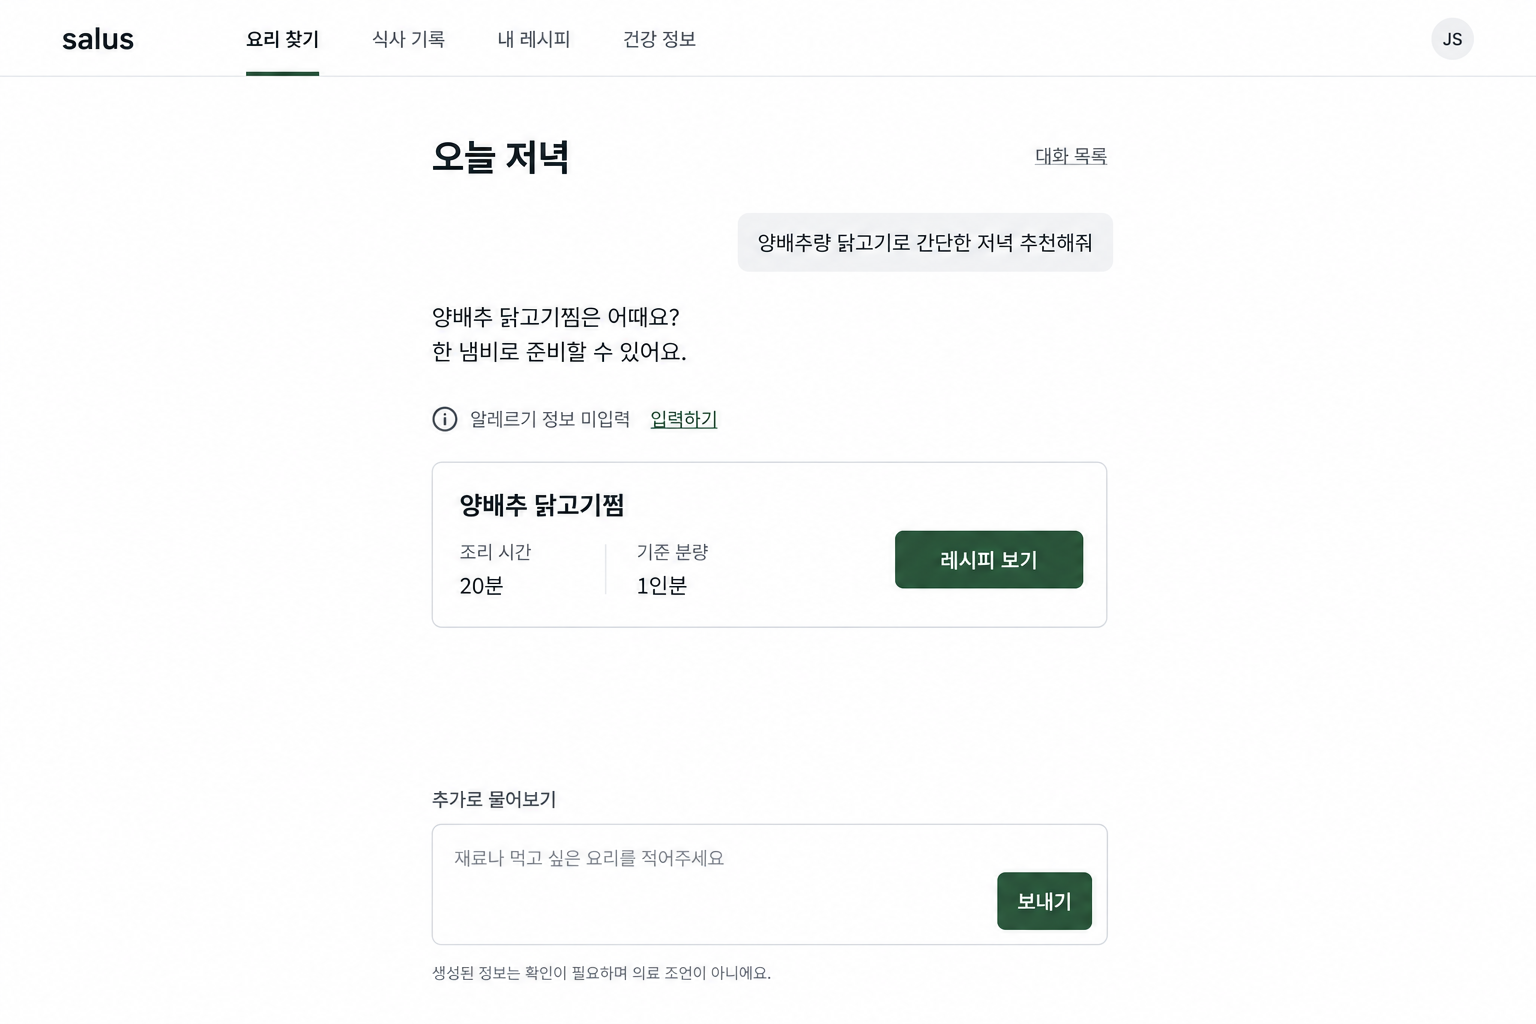 salus
요리 찾기
식사 기록
내 레시피
건강 정보
JS
오늘 저녁
대화 목록
양배추량 닭고기로 간단한 저녁 추천해줘
양배추 닭고기찜은 어때요?
한 냄비로 준비할 수 있어요.
알레르기 정보 미입력 입력하기
양배추 닭고기찜
조리 시간
20분
기준 분량
1인분
레시피 보기
추가로 물어보기
재료나 먹고 싶은 요리를 적어주세요
보내기
생성된 정보는 확인이 필요하며 의료 조언이 아니에요.